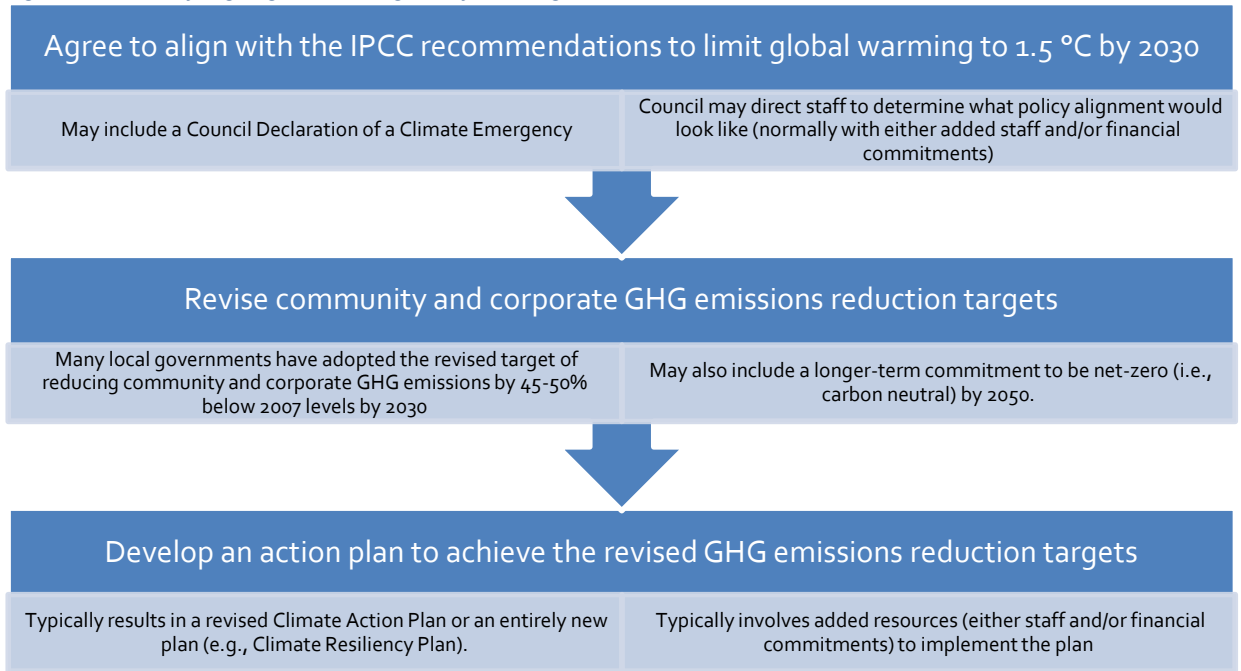 Agree to align with the IPCC recommendations to limit global warming to 1.5 °C by 2030
May include a Council Declaration of a Climate Emergency
Council may direct staff to determine what policy alignment would
look like (normally with either added staff and/or financial
commitments)
Revise community and corporate GHG emissions reduction targets
Many local governments have adopted the revised target of
reducing community and corporate GHG emissions by 45-50%
below 2007 levels by 2030
May also include a longer-term commitment to be net-zero (i.e.,
carbon neutral) by 2050.
Develop an action plan to achieve the revised GHG emissions reduction targets
Typically results in a revised Climate Action Plan or an entirely new
plan (e.g., Climate Resiliency Plan).
Typically involves added resources (either staff and/or financial
commitments) to implement the plan